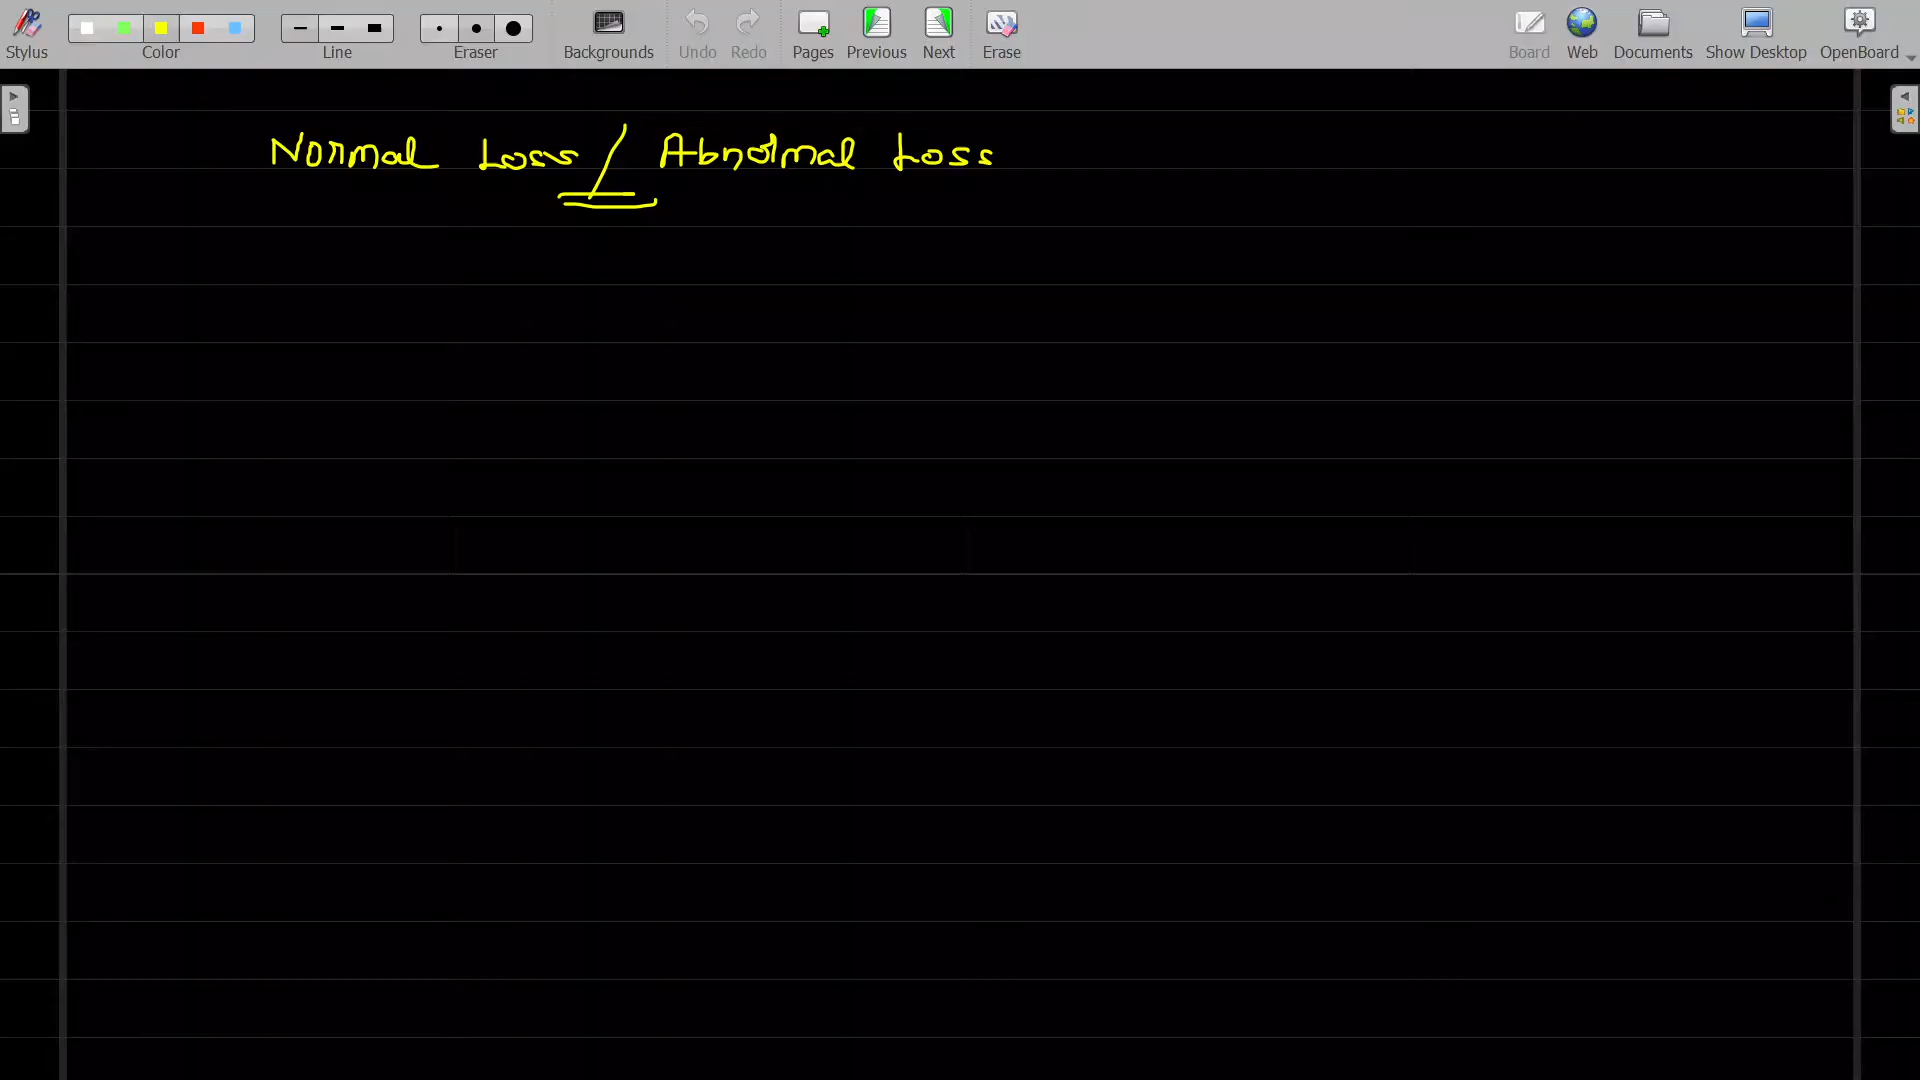 Stylus Color Line Eraser Backgrounds Undo Redo Pages Previous Next Erase Board Web Documents Show Desktop OpenBoard
Normal Loss / Abnormal Loss